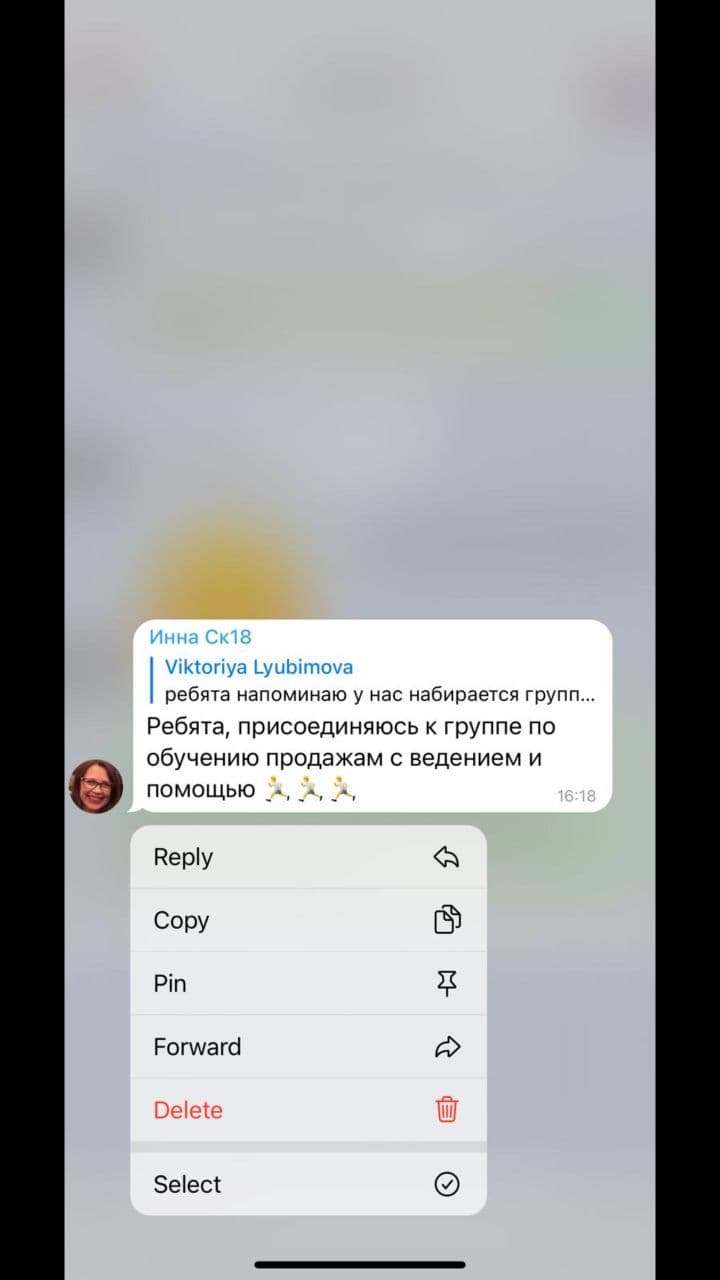 Инна Ск18
Viktoriya Lyubimova
ребята напоминаю у нас набирается групп...
Ребята, присоединяюсь к группе по
обучению продажам с ведением и
помощью 🏃🏃🏃
16:18
Reply
Copy
Pin
Forward
Delete
Select